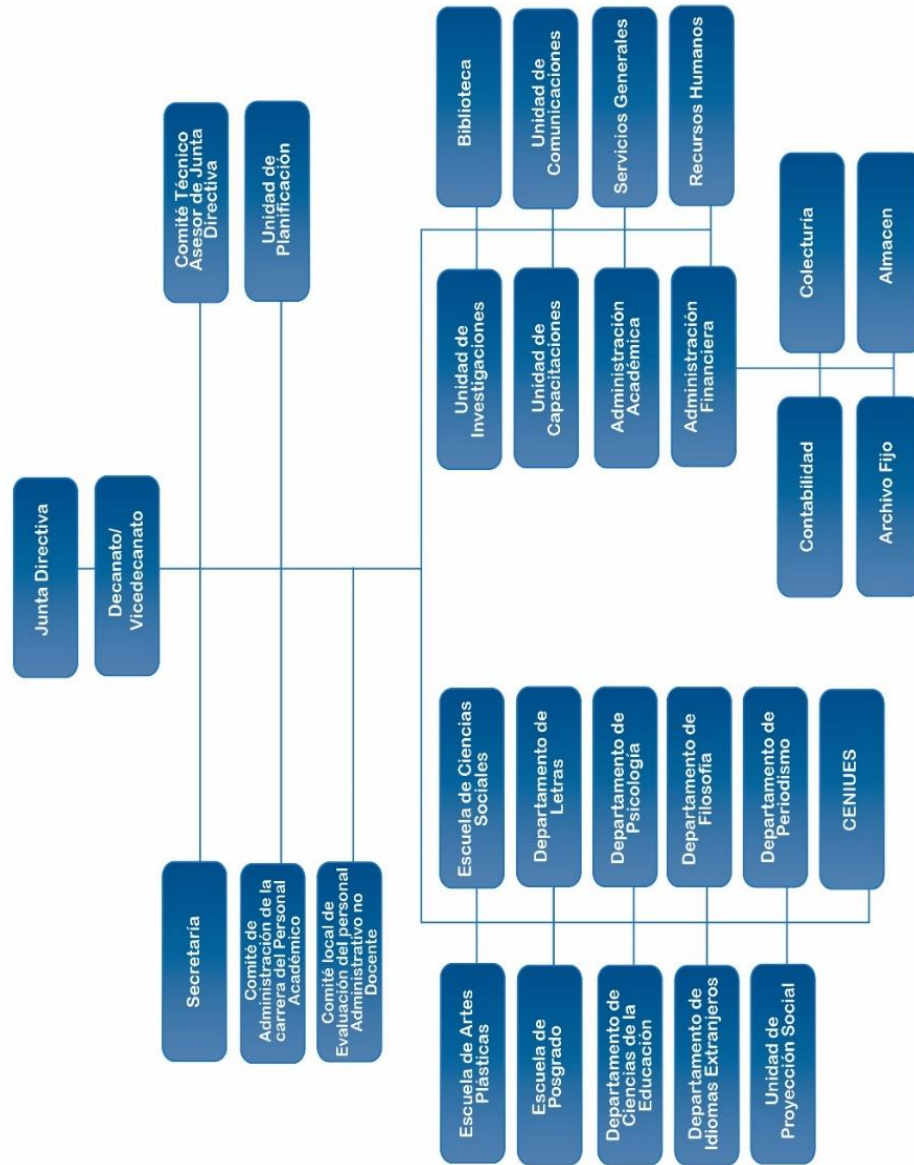 Junta Directiva
Decanato/
Vicedecanato
Secretaría
Comité Técnico
Asesor de Junta
Directiva
Comité de
Administración de la
carrera del Personal
Académico
Unidad de
Planificación
Comité local de
Evaluación del personal
Administrativo no
Docente
Escuela de Artes
Plásticas
Escuela de Ciencias
Sociales
Escuela de
Posgrado
Departamento de
Letras
Departamento de
Ciencias de la
Educación
Departamento de
Psicología
Departamento de
Idiomas Extranjeros
Departamento de
Filosofia
Unidad de
Proyección Social
Departamento de
Periodismo
CENIUES
Unidad de
Investigaciones
Biblioteca
Unidad de
Capacitaciones
Unidad de
Comunicaciones
Administración
Académica
Servicios Generales
Administración
Financiera
Recursos Humanos
Contabilidad
Colecturía
Archivo Fijo
Almacen